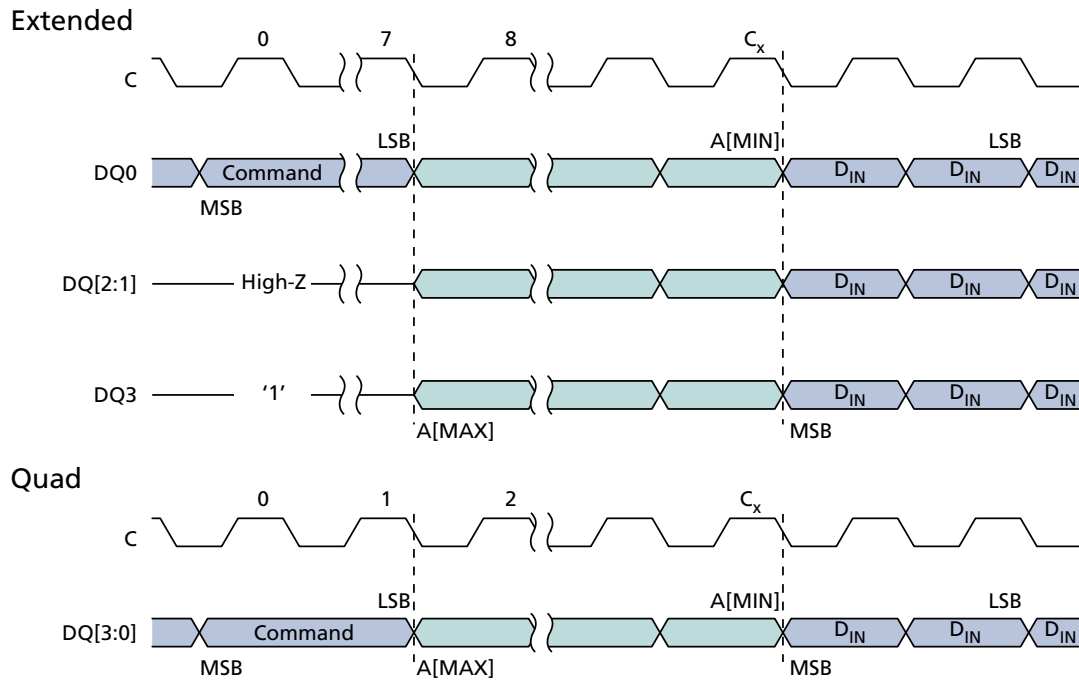 Extended
0 7 8 Cx
C
LSB A[MIN] LSB
DQ0 Command DIN DIN DIN
MSB
DQ[2:1] High-Z DIN DIN DIN
DQ3 '1' DIN DIN DIN
A[MAX] MSB
Quad
0 1 2 Cx
C
LSB A[MIN] LSB
DQ[3:0] Command DIN DIN DIN
MSB A[MAX] MSB